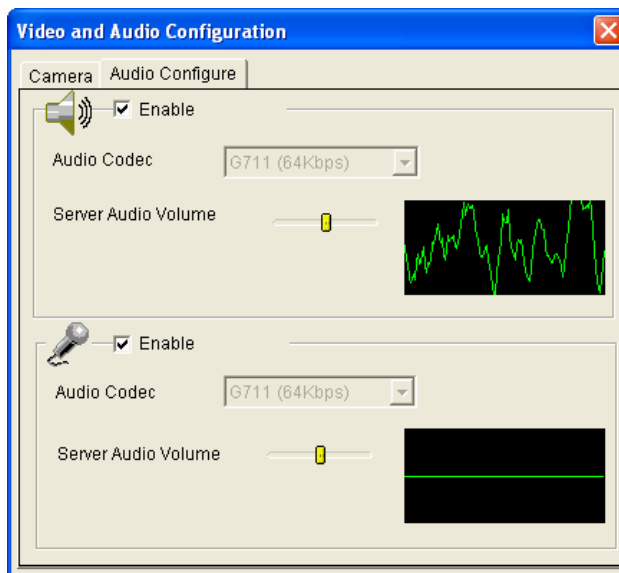 Video and Audio Configuration
Camera Audio Configure
Enable
Audio Codec G711 (64Kbps)
Server Audio Volume
Enable
Audio Codec G711 (64Kbps)
Server Audio Volume